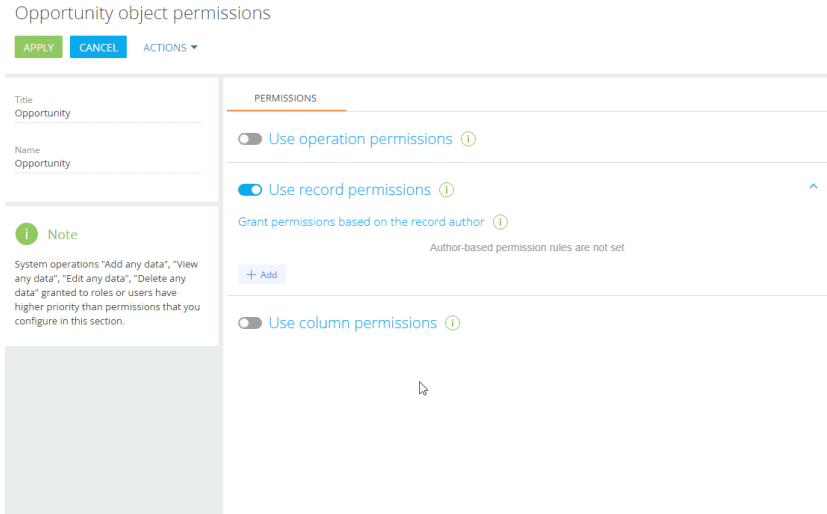 Opportunity object permissions
APPLY
CANCEL
ACTIONS
Title
Opportunity
Name
Opportunity
i Note
System operations "Add any data", "View
any data", "Edit any data", "Delete any
data" granted to roles or users have
higher priority than permissions that you
configure in this section.
PERMISSIONS
Use operation permissions i
Use record permissions i
Grant permissions based on the record author i
Author-based permission rules are not set
+ Add
Use column permissions i